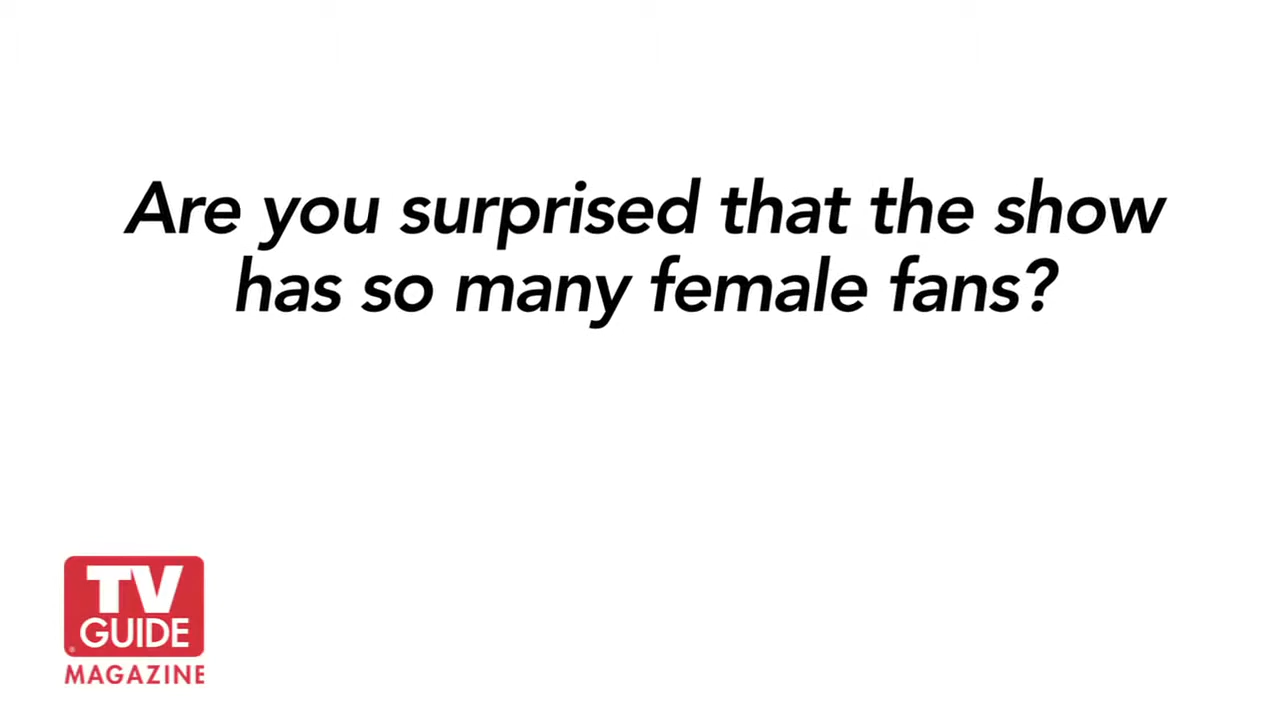 Are you surprised that the show
has so many female fans?
TV
GUIDE
MAGAZINE